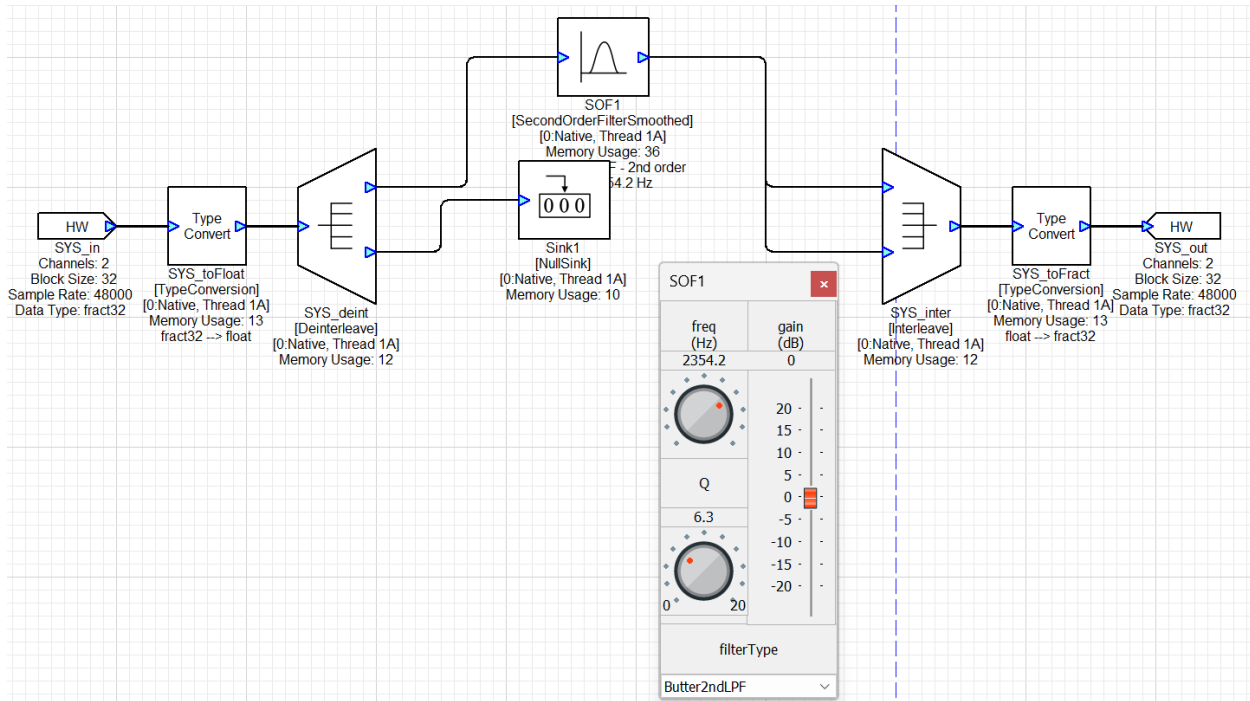 SOF1
[SecondOrderFilterSmoothed]
[0:Native, Thread 1A]
Memory Usage: 36
- 2nd order
54.2 Hz
HW
SYS_in
Channels: 2
Block Size: 32
Sample Rate: 48000
Data Type: fract32
Type
Convert
SYS_toFloat
[TypeConversion]
[0:Native, Thread 1A]
Memory Usage: 13
fract32 --> float
SYS_deint
[Deinterleave]
[0:Native, Thread 1A]
Memory Usage: 12
000
Sink1
[NullSink]
[0:Native, Thread 1A]
Memory Usage: 10
SYS_inter
[Interleave]
[0:Native, Thread 1A]
Memory Usage: 12
Type
Convert
SYS_toFract
[TypeConversion]
[0:Native, Thread 1A]
Memory Usage: 13
float --> fract32
HW
SYS_out
Channels: 2
Block Size: 32
Sample Rate: 48000
Data Type: fract32
SOF1
×
freq
(Hz)
2354.2
gain
(dB)
0
20
15
10
5
0
-5
-10
-15
-20
Q
6.3
0
20
filterType
Butter2ndLPF